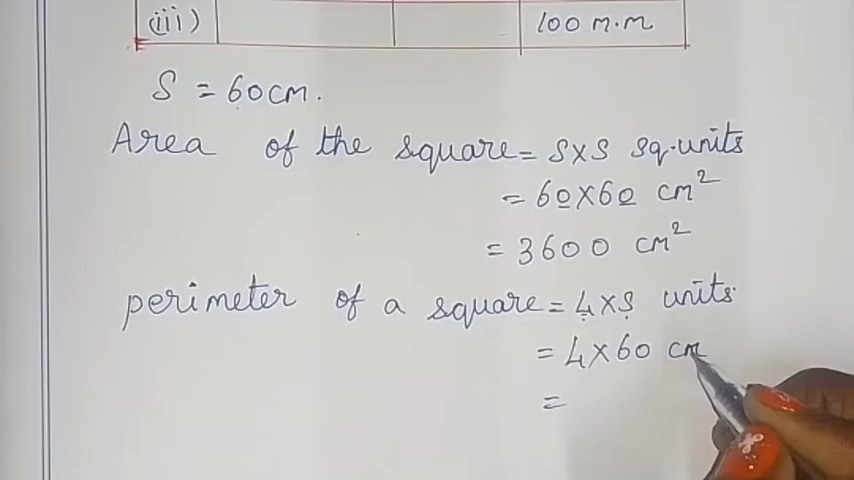 (iii) 100 m.m
S = 60cm.
Area of the square = S×S sq.units
= 60×60 cm²
= 3600 cm²
perimeter of a square = 4×S units.
= 4×60 cm
=